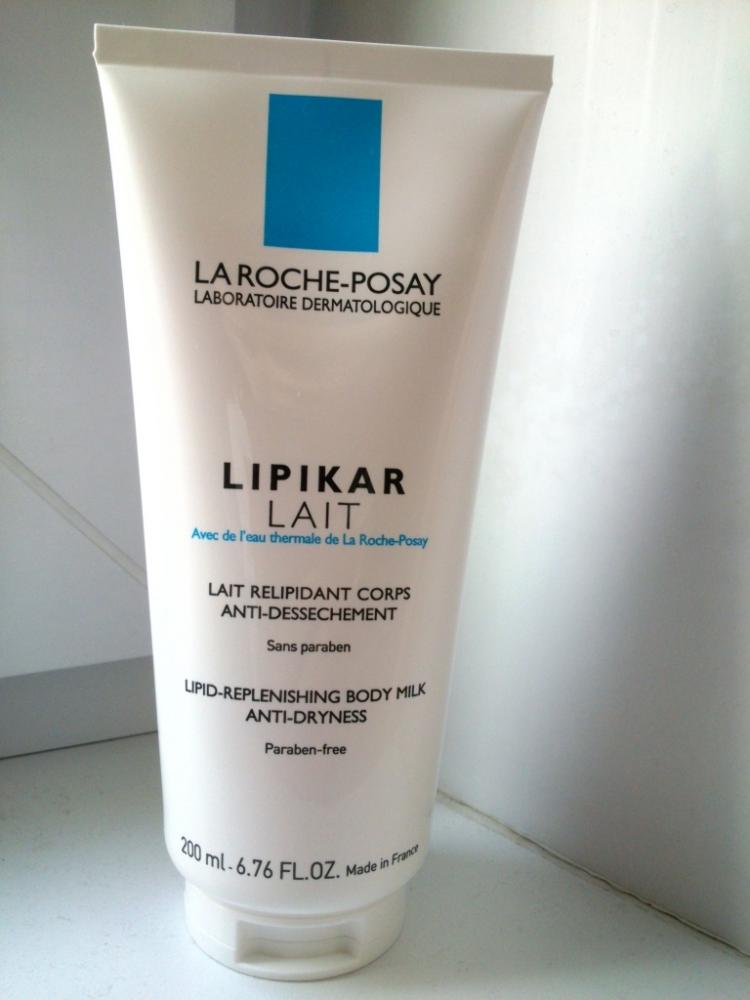 LA ROCHE-POSAY
LABORATOIRE DERMATOLOGIQUE
LIPIKAR
LAIT
Avec de l'eau thermale de La Roche-Posay
LAIT RELIPIDANT CORPS
ANTI-DESSECHEMENT
Sans paraben
LIPID-REPLENISHING BODY MILK
ANTI-DRYNESS
Paraben-free
200 ml - 6.76 FL.OZ. Made in France